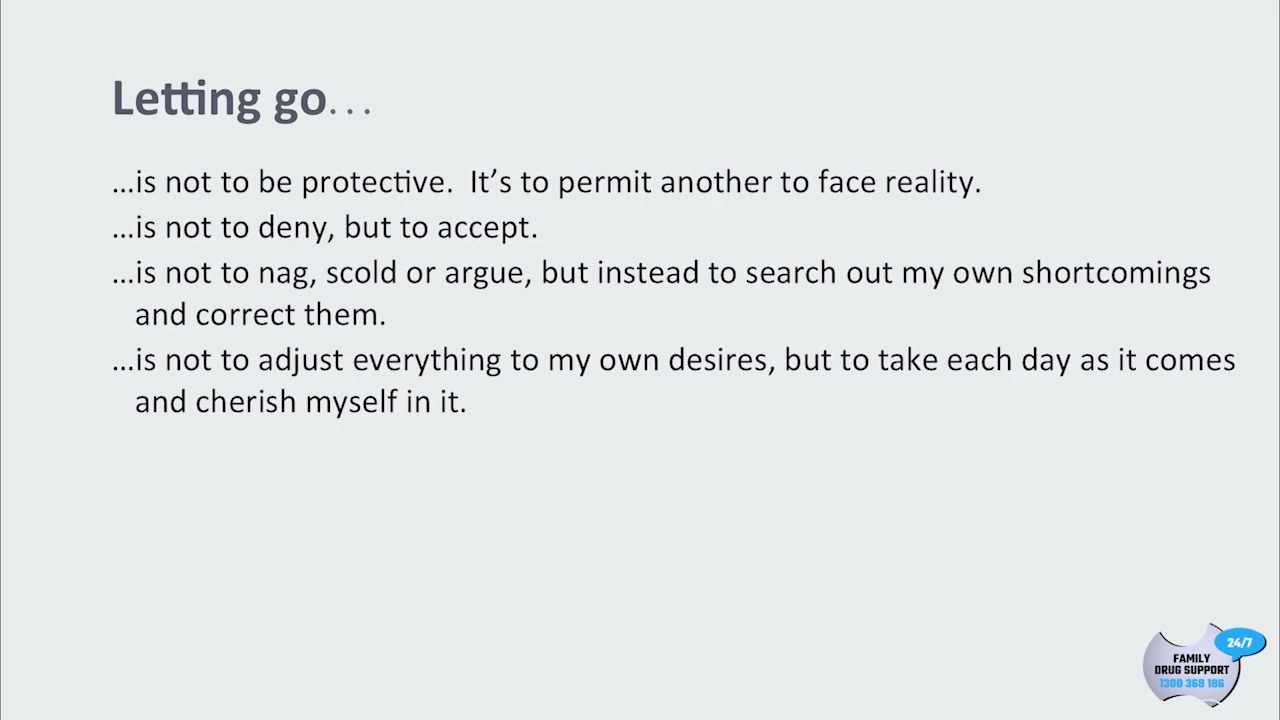 Letting go...
...is not to be protective.  It’s to permit another to face reality.
...is not to deny, but to accept.
...is not to nag, scold or argue, but instead to search out my own shortcomings
and correct them.
...is not to adjust everything to my own desires, but to take each day as it comes
and cherish myself in it.
24/7
FAMILY
DRUG SUPPORT
1300 368 186